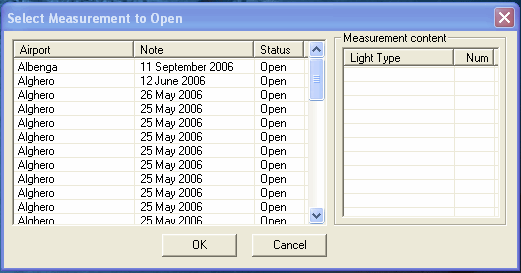 Select Measurement to Open
Measurement content
Airport Note Status
Light Type Num
Albenga 11 September 2006 Open
Alghero 12 June 2006 Open
Alghero 26 May 2006 Open
Alghero 25 May 2006 Open
Alghero 25 May 2006 Open
Alghero 25 May 2006 Open
Alghero 25 May 2006 Open
Alghero 25 May 2006 Open
Alghero 25 May 2006 Open
Alghero 25 May 2006 Open
Alghero 25 May 2006 Open
Alghero 25 May 2006 Open
OK Cancel